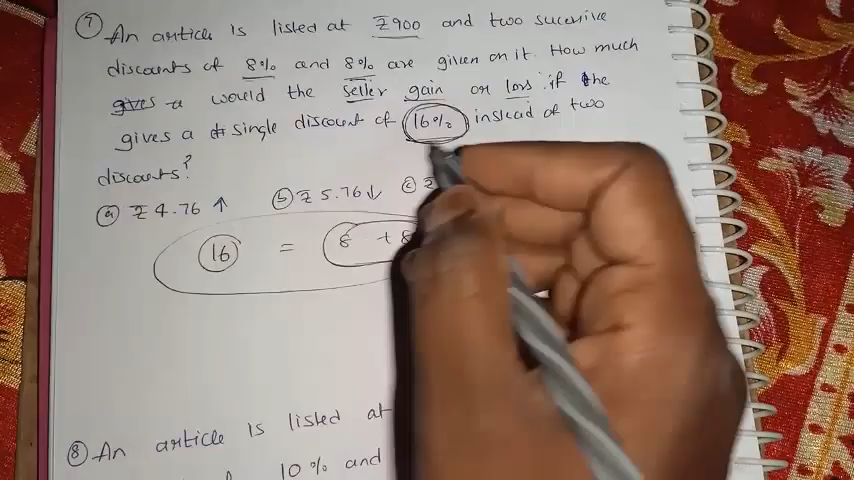 7 An article is listed at ₹900 and two succesive
discounts of 8% and 8% are given on it. How much
gives a would the seller gain or loss if the
gives a single discount of 16% instead of two
discounts?
a ₹4.76 ↑ b ₹5.76 ↓ c ₹
16 = 8 + 8
8 An article is listed at
10% and